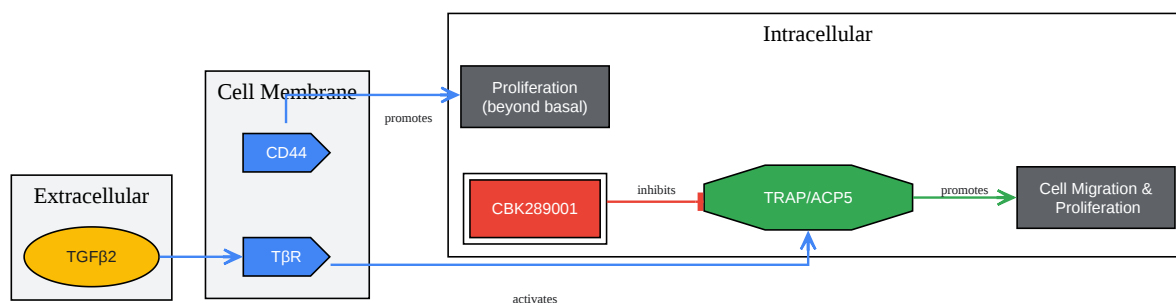 Intracellular
Cell Membrane
Proliferation
(beyond basal)
promotes
CD44
Extracellular
CBK289001
inhibits
TRAP/ACP5
promotes
Cell Migration &
Proliferation
TGFβ2
TβR
activates